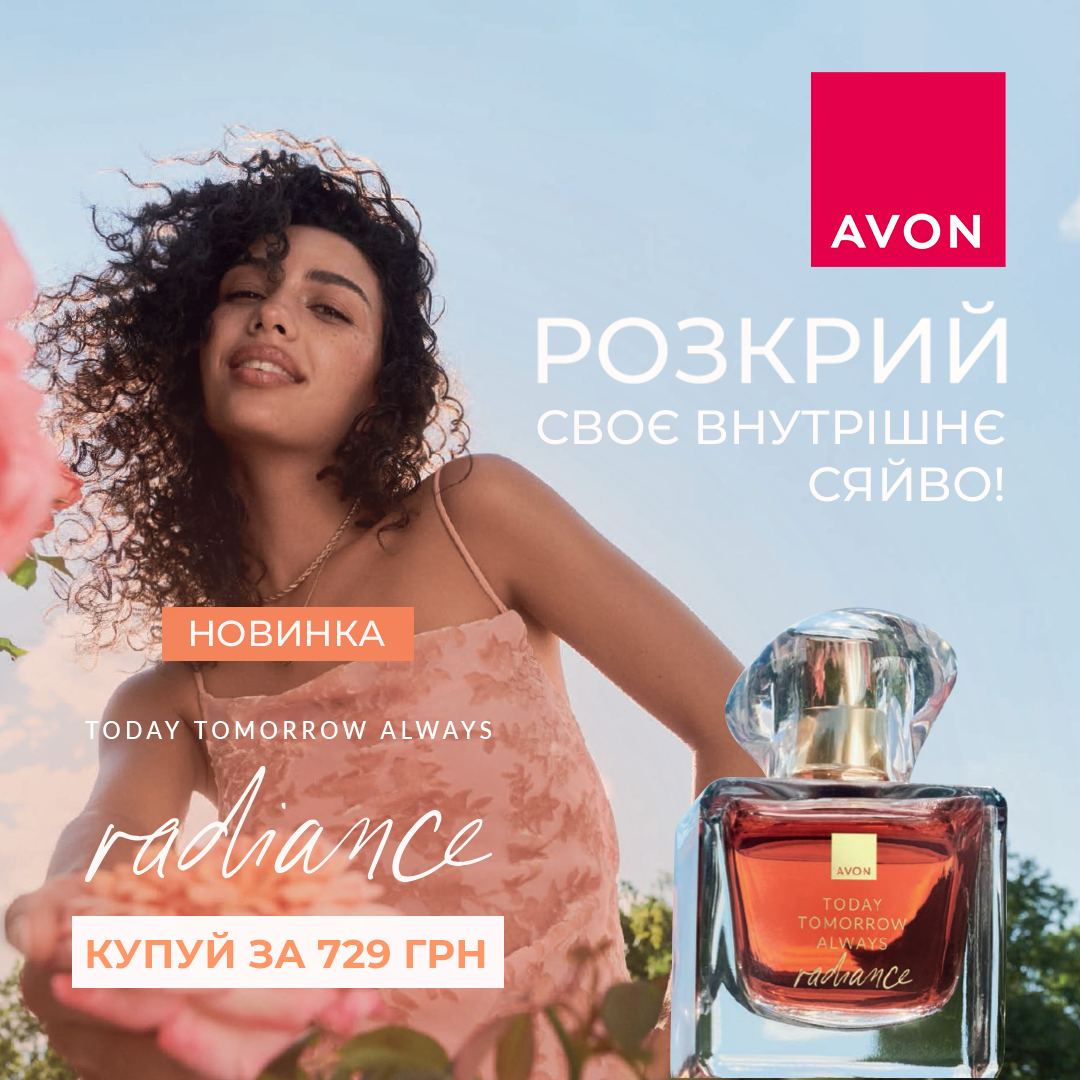 AVON
РОЗКРИЙ
СВОЄ ВНУТРІШНЄ
СЯЙВО!
НОВИНКА
TODAY TOMORROW ALWAYS
radiance
КУПУЙ ЗА 729 ГРН
AVON
TODAY
TOMORROW
ALWAYS
radiance